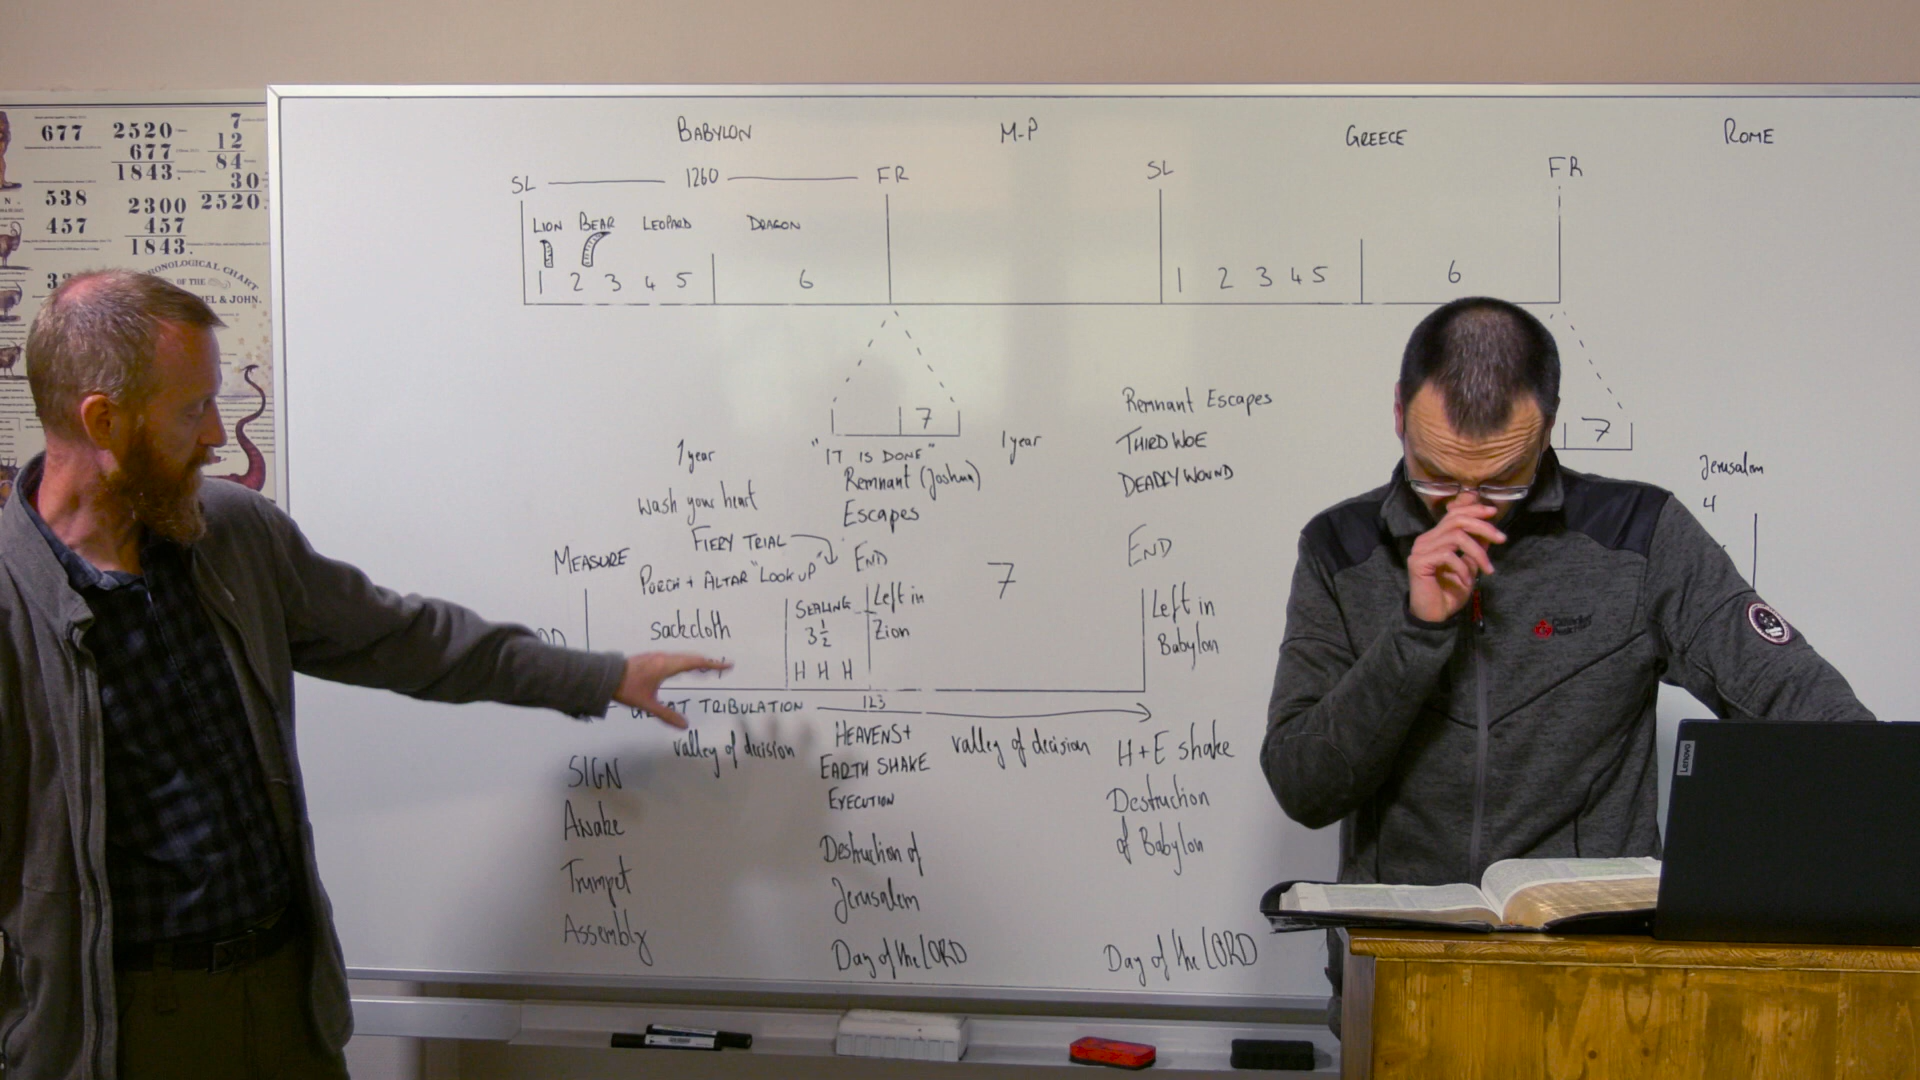 677
2520
677
1843.
7
12
84
30
2520.
538
457
2300
457
1843.
CHRONOLOGICAL CHART
OF THE
& JOHN.
BABYLON
M-P
GREECE
ROME
SL
1260
FR
SL
FR
LION
BEAR
LEOPARD
DRAGON
1 2 3 4 5
6
1 2 3 4 5
6
7
7
1 year
"IT IS DONE"
1 year
Remnant Escapes
THIRD WOE
DEADLY WOUND
Wash your heart
Remnant (Joshua)
Escapes
Jerusalem
4
FIERY TRIAL
MEASURE
PORCH + ALTAR
"Look up"
END
7
END
sackcloth
SEALING
3 1/2
H H H
Left in
Zion
Left in
Babylon
GREAT TRIBULATION
123
valley of decision
HEAVENS +
EARTH SHAKE
EXECUTION
valley of decision
H + E shake
Destruction
of Babylon
SIGN
Awake
Trumpet
Assembly
Destruction of
Jerusalem
Day of the LORD
Day of the LORD
Lenovo